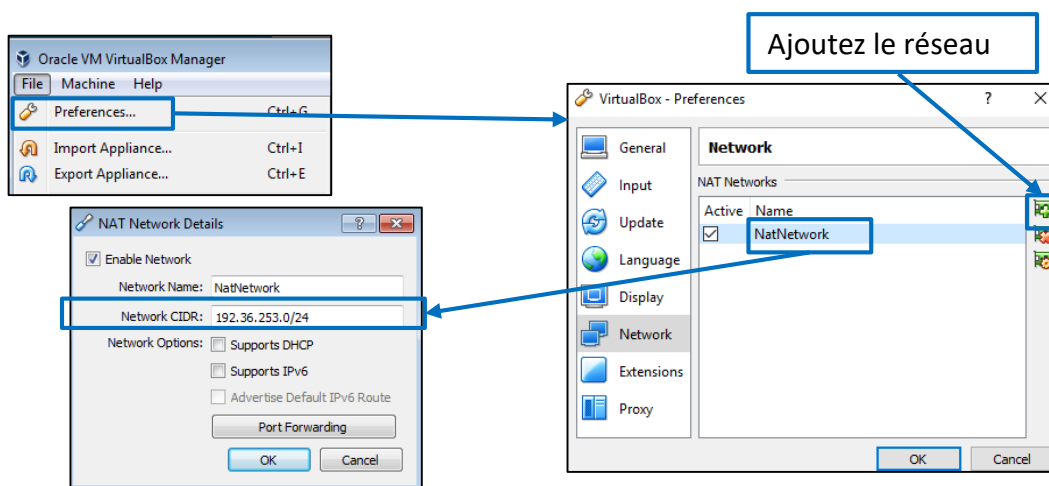 Ajoutez le réseau
Oracle VM VirtualBox Manager
File Machine Help
Preferences... Ctrl+G
Import Appliance... Ctrl+I
Export Appliance... Ctrl+E
VirtualBox - Preferences ? X
General
Input
Update
Language
Display
Network
Extensions
Proxy
Network
NAT Networks
Active Name
NatNetwork
OK Cancel
NAT Network Details
Enable Network
Network Name: NatNetwork
Network CIDR: 192.36.253.0/24
Network Options: Supports DHCP
Supports IPv6
Advertise Default IPv6 Route
Port Forwarding
OK Cancel